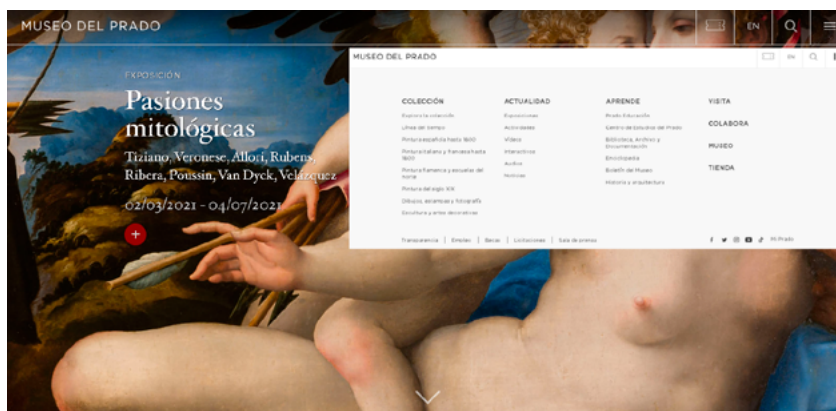 MUSEO DEL PRADO
EN
EXPOSICIÓN
Pasiones
mitológicas
Tiziano, Veronese, Allori, Rubens,
Ribera, Poussin, Van Dyck, Velázquez
02/03/2021 - 04/07/2021
MUSEO DEL PRADO
EN
COLECCIÓN
Explora la colección
Línea del tiempo
Pintura española hasta 1800
Pintura italiana y francesa hasta
1800
Pintura flamenca y escuelas del
norte
Pintura del siglo XIX
Dibujos, estampas y fotografía
Escultura y artes decorativas
ACTUALIDAD
Exposiciones
Actividades
Vídeos
Interactivos
Audios
Noticias
APRENDE
Prado Educación
Centro de Estudios del Museo
Biblioteca, Archivo y
Documentación
Enciclopedia
Boletín del Museo
Historia y arquitectura
VISITA
COLABORA
MUSEO
TIENDA
Transparencia | Empleo | Becas | Licitaciones | Sala de prensa
Mi Prado